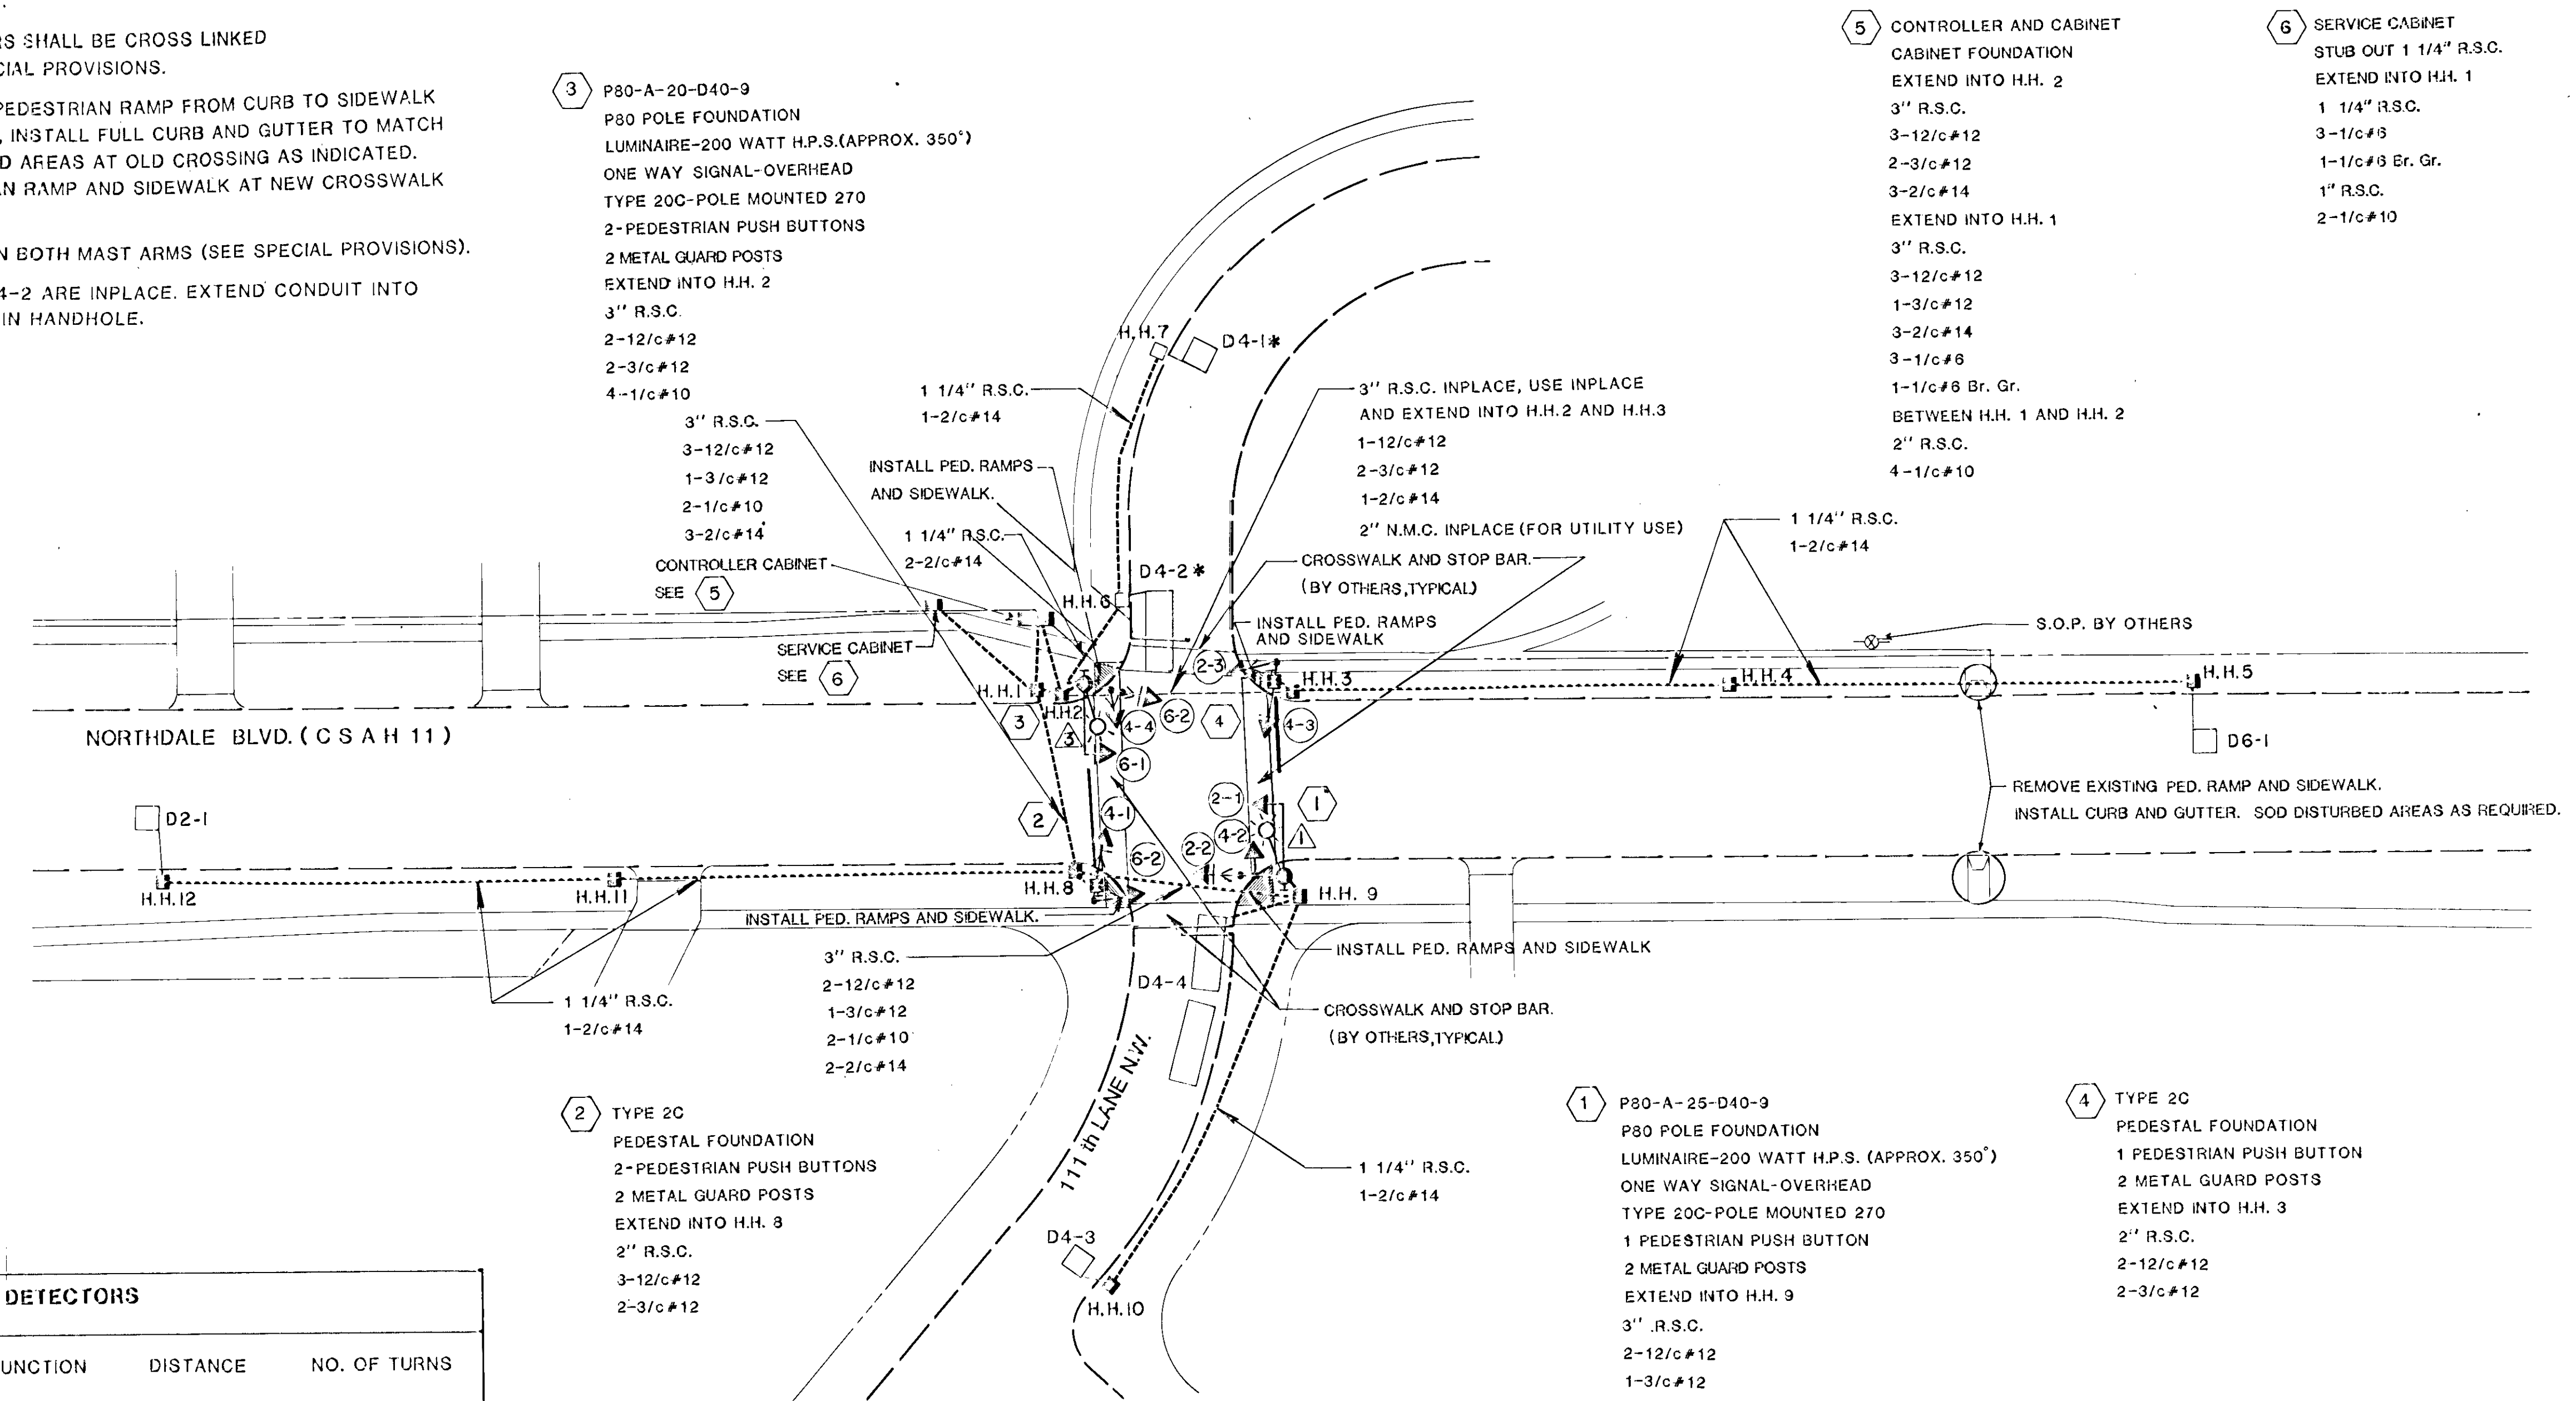 RS SHALL BE CROSS LINKED
CIAL PROVISIONS.
PEDESTRIAN RAMP FROM CURB TO SIDEWALK
, INSTALL FULL CURB AND GUTTER TO MATCH
D AREAS AT OLD CROSSING AS INDICATED.
AN RAMP AND SIDEWALK AT NEW CROSSWALK
N BOTH MAST ARMS (SEE SPECIAL PROVISIONS).
4-2 ARE INPLACE. EXTEND CONDUIT INTO
IN HANDHOLE.
3 P80-A-20-D40-9
P80 POLE FOUNDATION
LUMINAIRE-200 WATT H.P.S.(APPROX. 350°)
ONE WAY SIGNAL-OVERHEAD
TYPE 20C-POLE MOUNTED 270
2-PEDESTRIAN PUSH BUTTONS
2 METAL GUARD POSTS
EXTEND INTO H.H. 2
3'' R.S.C.
2-12/c#12
2-3/c#12
4-1/c#10
5 CONTROLLER AND CABINET
CABINET FOUNDATION
EXTEND INTO H.H. 2
3'' R.S.C.
3-12/c#12
2-3/c#12
3-2/c#14
EXTEND INTO H.H. 1
3'' R.S.C.
3-12/c#12
1-3/c#12
3-2/c#14
3-1/c#6
1-1/c#6 Br. Gr.
BETWEEN H.H. 1 AND H.H. 2
2'' R.S.C.
4-1/c#10
6 SERVICE CABINET
STUB OUT 1 1/4'' R.S.C.
EXTEND INTO H.H. 1
1 1/4'' R.S.C.
3-1/c#6
1-1/c#6 Br. Gr.
1'' R.S.C.
2-1/c#10
3'' R.S.C.
3-12/c#12
1-3/c#12
2-1/c#10
3-2/c#14
1 1/4'' R.S.C.
1-2/c#14
INSTALL PED. RAMPS
AND SIDEWALK.
1 1/4'' R.S.C.
2-2/c#14
H.H.7
D4-1*
3'' R.S.C. INPLACE, USE INPLACE
AND EXTEND INTO H.H.2 AND H.H.3
1-12/c#12
2-3/c#12
1-2/c#14
2'' N.M.C. INPLACE (FOR UTILITY USE)
CROSSWALK AND STOP BAR.
(BY OTHERS,TYPICAL)
INSTALL PED. RAMPS
AND SIDEWALK
1 1/4'' R.S.C.
1-2/c#14
CONTROLLER CABINET
SEE 5
D4-2*
H.H.6
SERVICE CABINET
SEE 6
S.O.P. BY OTHERS
H.H.1
H.H.2
2-3
H.H.3
H.H.4
H.H.5
3
3
4-4
6-2
4
4-3
6-1
NORTHDALE BLVD. (CSAH 11)
D6-1
D2-1
2
4-1
2-1
1
4-2
1
2-2
6-2
REMOVE EXISTING PED. RAMP AND SIDEWALK.
INSTALL CURB AND GUTTER. SOD DISTURBED AREAS AS REQUIRED.
H.H.12
H.H.11
H.H.8
H.H. 9
INSTALL PED. RAMPS AND SIDEWALK.
INSTALL PED. RAMPS AND SIDEWALK
1 1/4'' R.S.C.
1-2/c#14
3'' R.S.C.
2-12/c#12
1-3/c#12
2-1/c#10
2-2/c#14
D4-4
CROSSWALK AND STOP BAR.
(BY OTHERS,TYPICAL)
111 th LANE N.W.
1 1/4'' R.S.C.
1-2/c#14
D4-3
H.H.10
2 TYPE 2C
PEDESTAL FOUNDATION
2-PEDESTRIAN PUSH BUTTONS
2 METAL GUARD POSTS
EXTEND INTO H.H. 8
2'' R.S.C.
3-12/c#12
2-3/c#12
1 P80-A-25-D40-9
P80 POLE FOUNDATION
LUMINAIRE-200 WATT H.P.S. (APPROX. 350°)
ONE WAY SIGNAL-OVERHEAD
TYPE 20C-POLE MOUNTED 270
1 PEDESTRIAN PUSH BUTTON
2 METAL GUARD POSTS
EXTEND INTO H.H. 9
3'' R.S.C.
2-12/c#12
1-3/c#12
4 TYPE 2C
PEDESTAL FOUNDATION
1 PEDESTRIAN PUSH BUTTON
2 METAL GUARD POSTS
EXTEND INTO H.H. 3
2'' R.S.C.
2-12/c#12
2-3/c#12
DETECTORS
UNCTION DISTANCE NO. OF TURNS